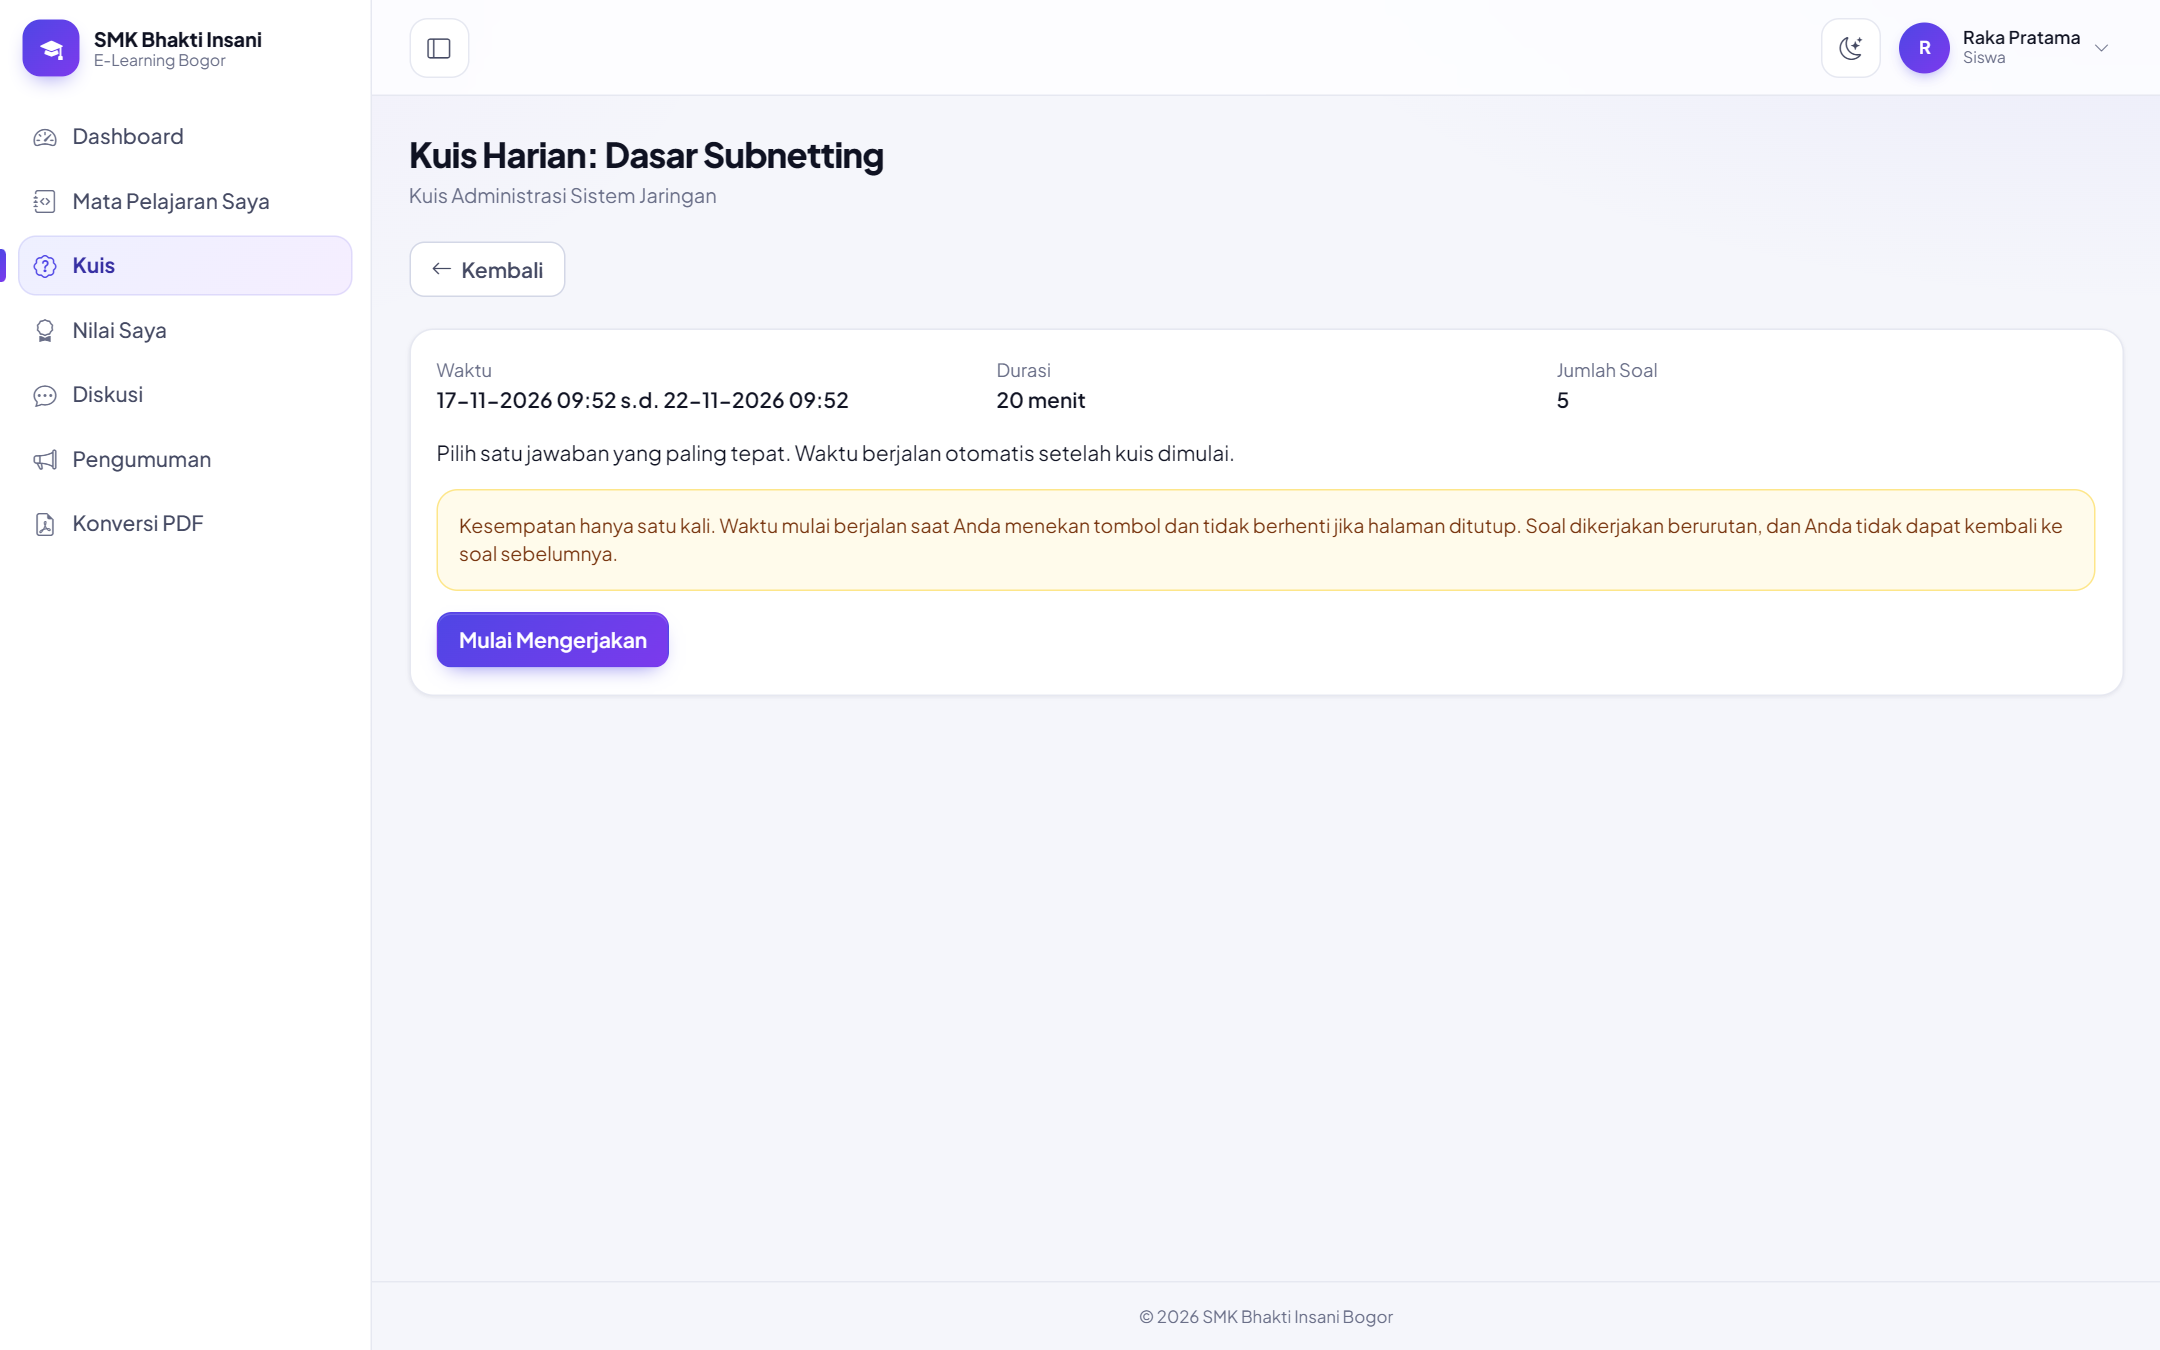 SMK Bhakti Insani
E-Learning Bogor
Dashboard
Mata Pelajaran Saya
Kuis
Nilai Saya
Diskusi
Pengumuman
Konversi PDF
R
Raka Pratama
Siswa
Kuis Harian: Dasar Subnetting
Kuis Administrasi Sistem Jaringan
← Kembali
Waktu
17-11-2026 09:52 s.d. 22-11-2026 09:52
Durasi
20 menit
Jumlah Soal
5
Pilih satu jawaban yang paling tepat. Waktu berjalan otomatis setelah kuis dimulai.
Kesempatan hanya satu kali. Waktu mulai berjalan saat Anda menekan tombol dan tidak berhenti jika halaman ditutup. Soal dikerjakan berurutan, dan Anda tidak dapat kembali ke
soal sebelumnya.
Mulai Mengerjakan
© 2026 SMK Bhakti Insani Bogor